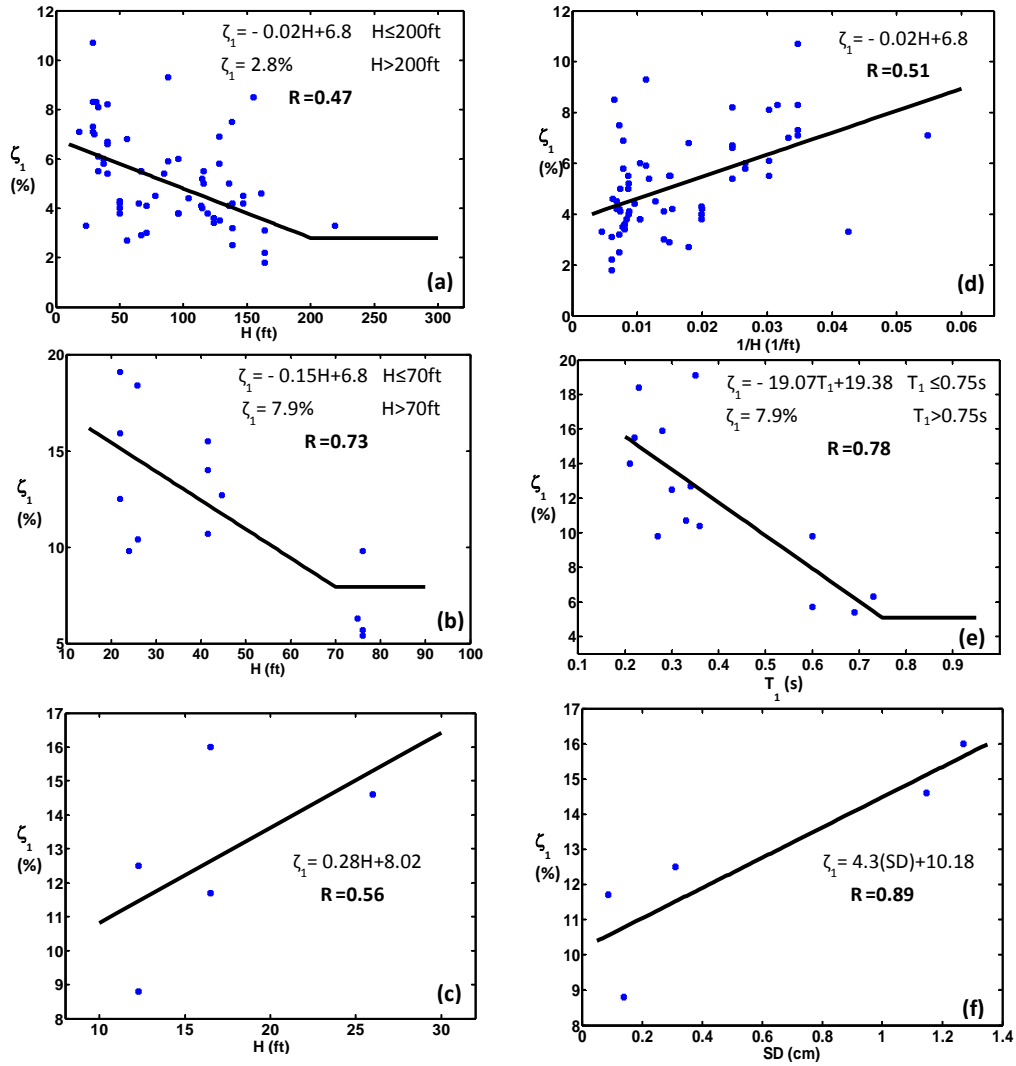 ζ1= - 0.02H+6.8 H≤200ft
ζ1= 2.8% H>200ft
R=0.47
12
10
8
6
4
2
0
ζ1
(%)
0 50 100 150 200 250 300
H (ft)
(a)
ζ1= - 0.02H+6.8
R=0.51
12
10
8
6
4
2
0
ζ1
(%)
0 0.01 0.02 0.03 0.04 0.05 0.06
1/H (1/ft)
(d)
ζ1= - 0.15H+6.8 H≤70ft
ζ1= 7.9% H>70ft
R=0.73
20
15
10
5
ζ1
(%)
10 20 30 40 50 60 70 80 90 100
H (ft)
(b)
ζ1= - 19.07T1+19.38 T1 ≤0.75s
ζ1= 7.9% T1>0.75s
R=0.78
20
18
16
14
12
10
8
6
4
ζ1
(%)
0.1 0.2 0.3 0.4 0.5 0.6 0.7 0.8 0.9
T1 (s)
(e)
17
16
15
14
13
12
11
10
9
8
ζ1
(%)
ζ1= 0.28H+8.02
R=0.56
10 15 20 25 30
H (ft)
(c)
17
16
15
14
13
12
11
10
9
8
ζ1
(%)
ζ1= 4.3(SD)+10.18
R=0.89
0 0.2 0.4 0.6 0.8 1 1.2 1.4
SD (cm)
(f)